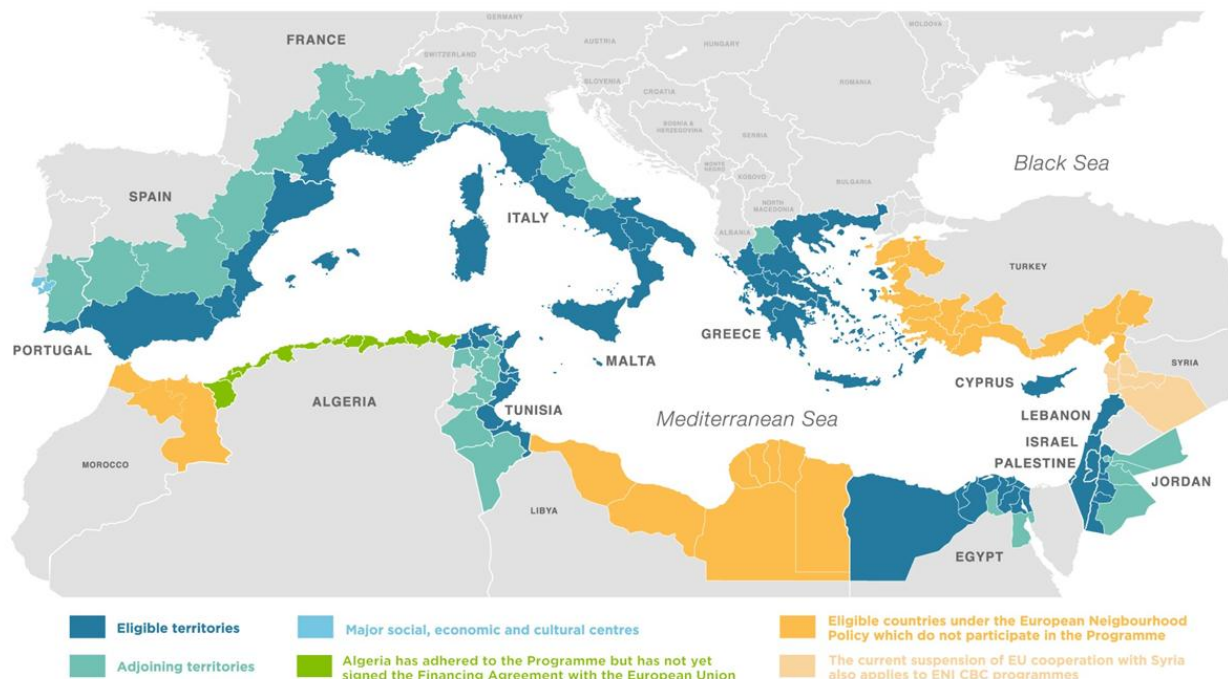 GERMANY
MOLDOVA
FRANCE
AUSTRIA
HUNGARY
SWITZERLAND
SLOVENIA
ROMANIA
CROATIA
BOSNIA &
HERZEGOVINA
SERBIA
Black Sea
MONTE
NEGRO
KOSOVO
BULGARIA
SPAIN
NORTH
MACEDONIA
ITALY
ALBANIA
TURKEY
GREECE
PORTUGAL
MALTA
SYRIA
CYPRUS
ALGERIA
TUNISIA
LEBANON
Mediterranean Sea
ISRAEL
MOROCCO
PALESTINE
JORDAN
LIBYA
EGYPT
Eligible territories
Adjoining territories
Major social, economic and cultural centres
Algeria has adhered to the Programme but has not yet
signed the Financing Agreement with the European Union
Eligible countries under the European Neigbourhood
Policy which do not participate in the Programme
The current suspension of EU cooperation with Syria
also applies to ENI CBC programmes